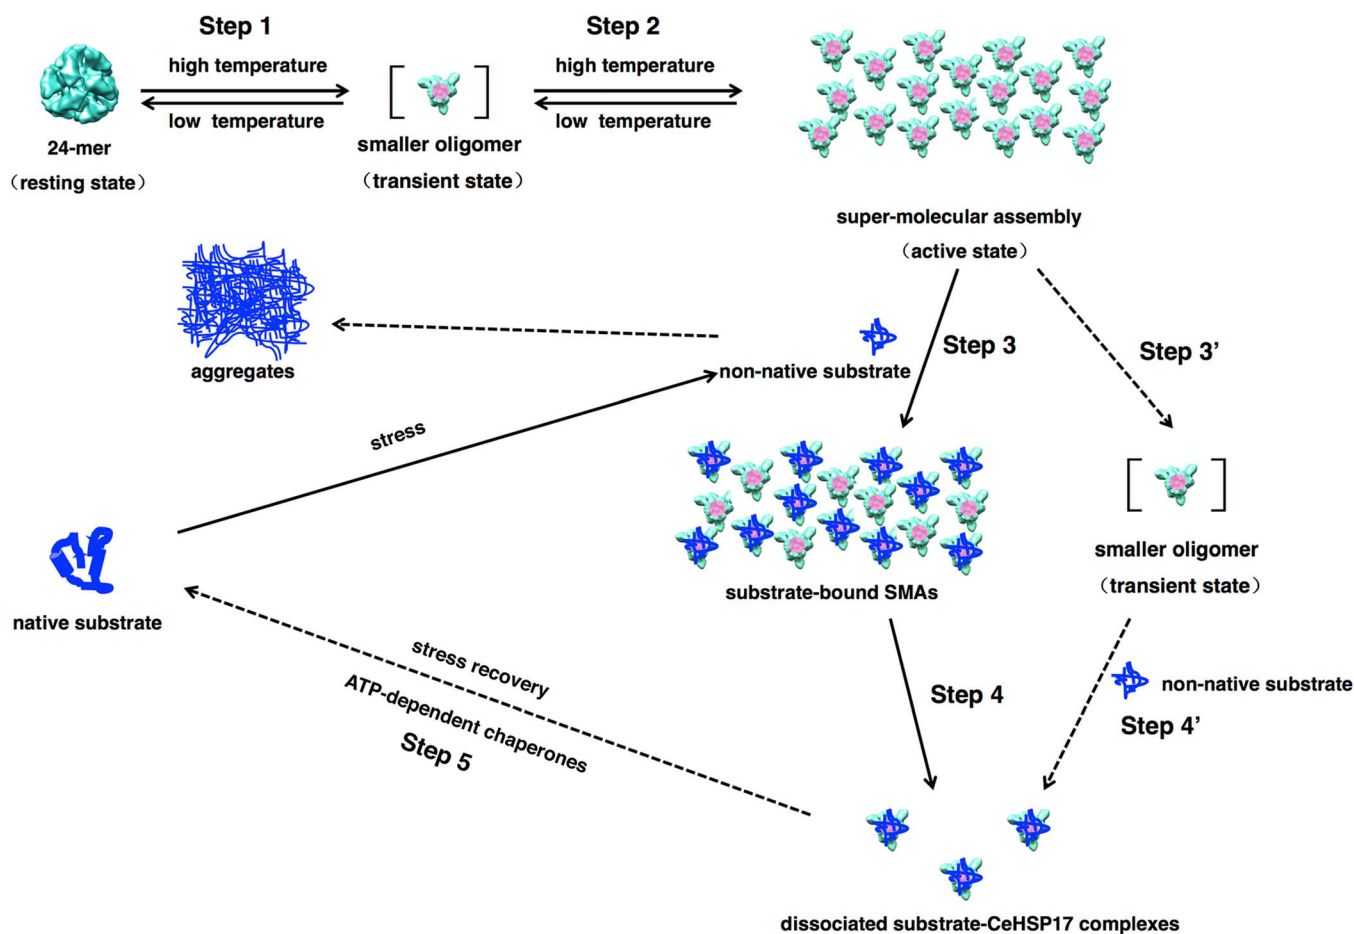 Step 1
high temperature
low temperature
Step 2
high temperature
low temperature
24-mer
（resting state）
[ ]
smaller oligomer
（transient state）
super-molecular assembly
（active state）
aggregates
non-native substrate
Step 3
Step 3’
stress
native substrate
substrate-bound SMAs
[ ]
smaller oligomer
（transient state）
stress recovery
ATP-dependent chaperones
Step 5
Step 4
non-native substrate
Step 4’
dissociated substrate-CeHSP17 complexes